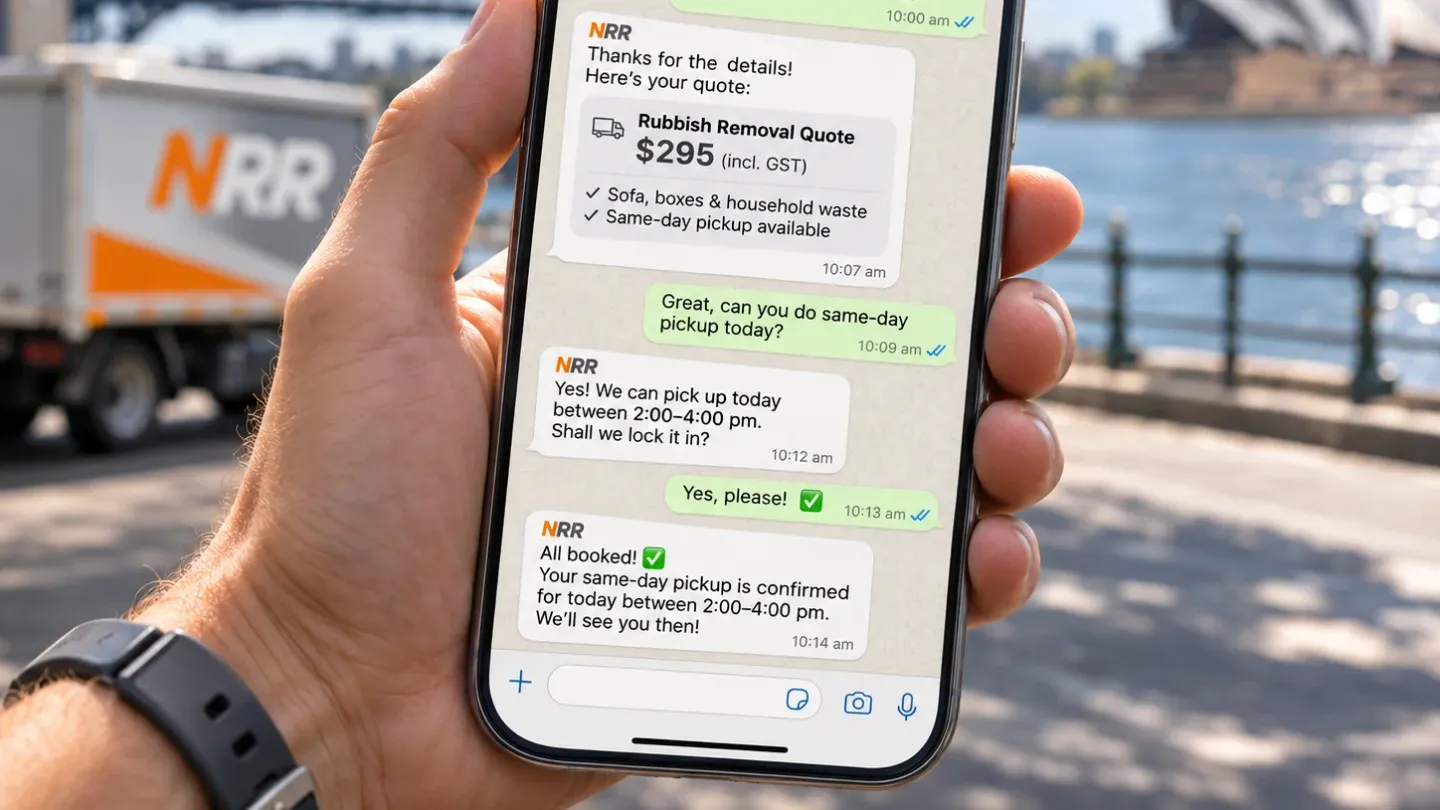 10:00 am
NRR
Thanks for the details!
Here's your quote:
Rubbish Removal Quote
$295 (incl. GST)
✓ Sofa, boxes & household waste
✓ Same-day pickup available
10:07 am
Great, can you do same-day
pickup today?
10:09 am
NRR
Yes! We can pick up today
between 2:00–4:00 pm.
Shall we lock it in?
10:12 am
Yes, please! ✅ 10:13 am
NRR
All booked! ✅
Your same-day pickup is confirmed
for today between 2:00–4:00 pm.
We'll see you then!
10:14 am
NRR